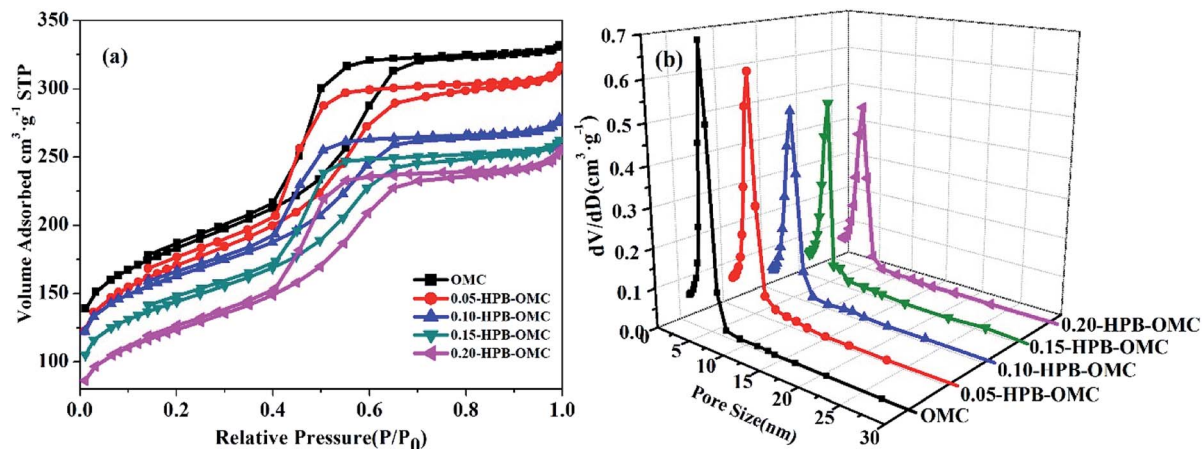 (a)
350
300
250
200
150
100
Volume Adsorbed cm³·g⁻¹ STP
0.0 0.2 0.4 0.6 0.8 1.0
Relative Pressure(P/P₀)
OMC
0.05-HPB-OMC
0.10-HPB-OMC
0.15-HPB-OMC
0.20-HPB-OMC
(b)
0.7
0.6
0.5
0.4
0.3
0.2
0.1
0.0
dV/dD(cm³·g⁻¹)
0 5 10 15 20 25 30
Pore Size(nm)
0.20-HPB-OMC
0.15-HPB-OMC
0.10-HPB-OMC
0.05-HPB-OMC
OMC